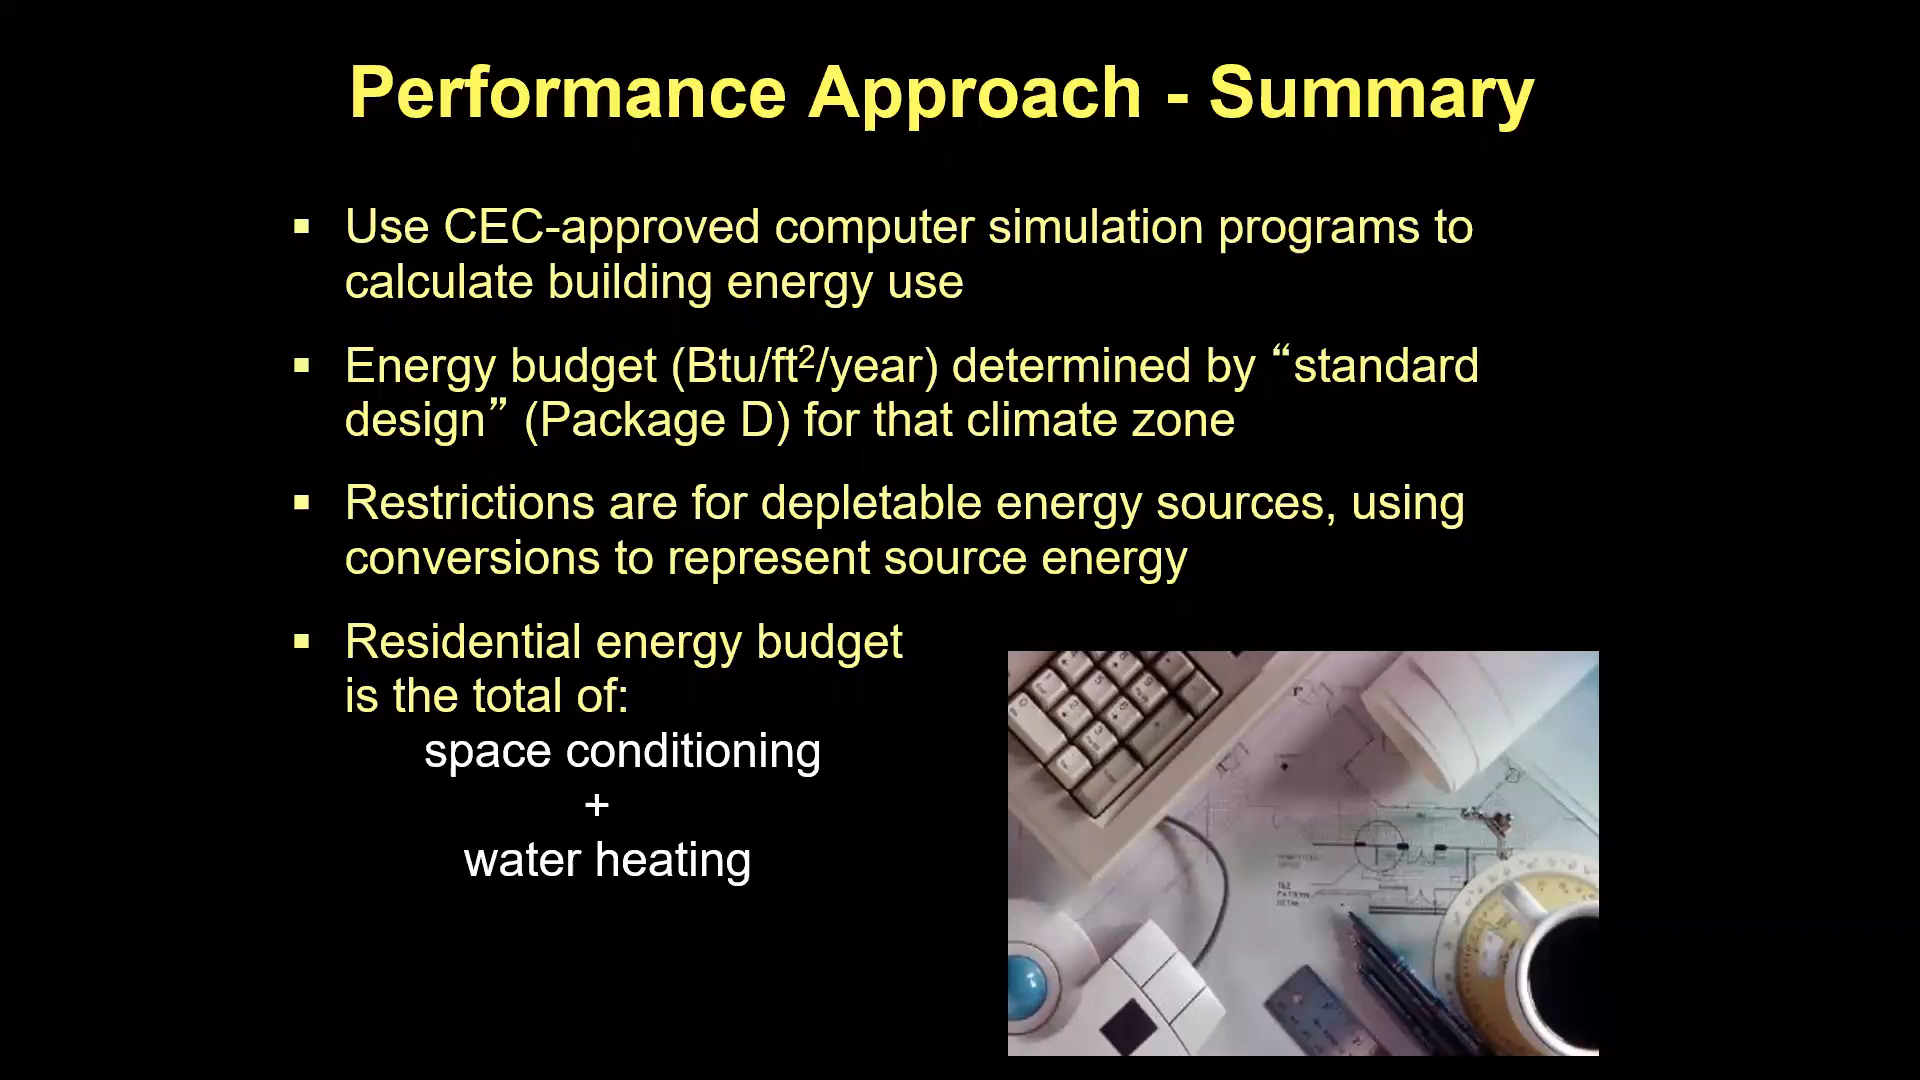 Performance Approach - Summary
▪ Use CEC-approved computer simulation programs to
calculate building energy use
▪ Energy budget (Btu/ft²/year) determined by “standard
design” (Package D) for that climate zone
▪ Restrictions are for depletable energy sources, using
conversions to represent source energy
▪ Residential energy budget
is the total of:
space conditioning
+
water heating